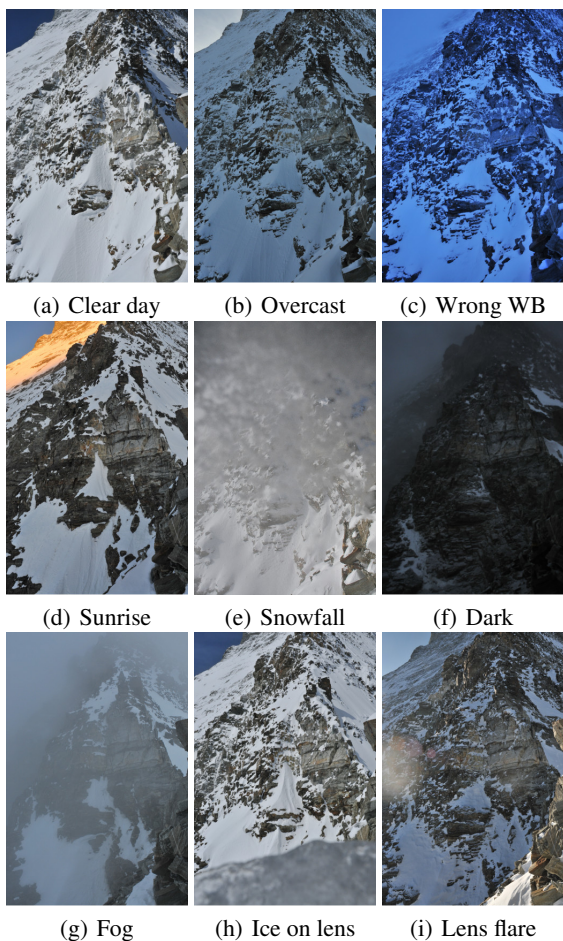 (a) Clear day
(b) Overcast
(c) Wrong WB
(d) Sunrise
(e) Snowfall
(f) Dark
(g) Fog
(h) Ice on lens
(i) Lens flare